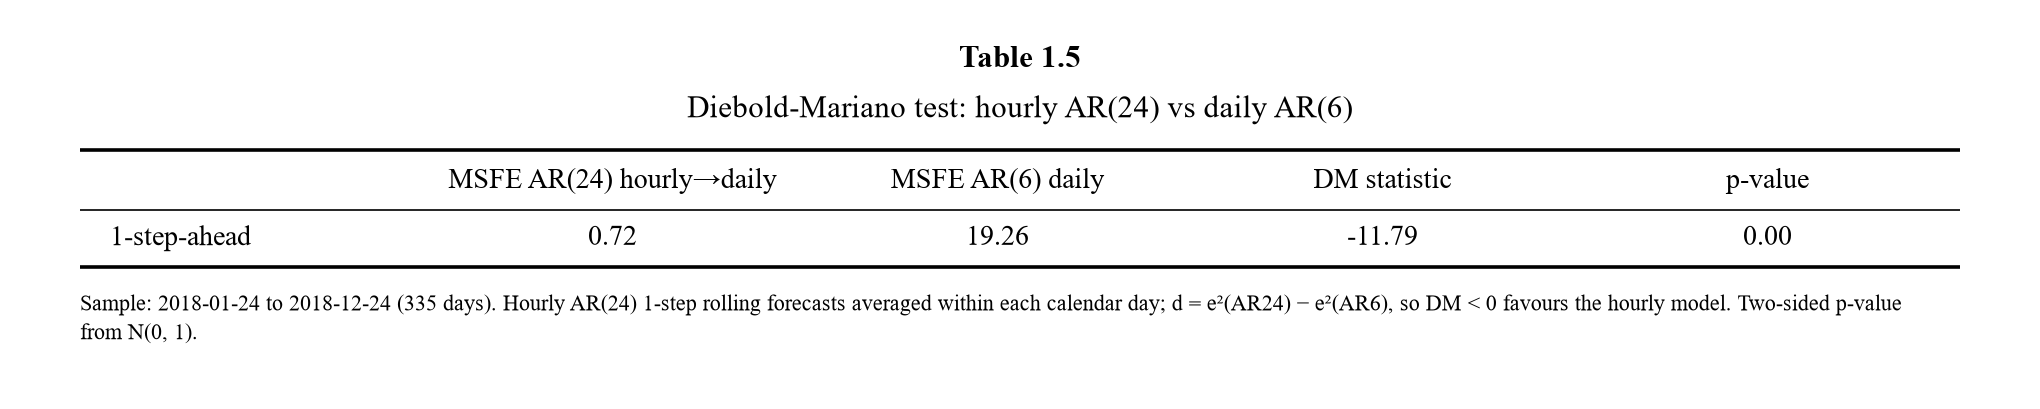 Table 1.5
Diebold-Mariano test: hourly AR(24) vs daily AR(6)
MSFE AR(24) hourly→daily MSFE AR(6) daily DM statistic p-value
1-step-ahead 0.72 19.26 -11.79 0.00
Sample: 2018-01-24 to 2018-12-24 (335 days). Hourly AR(24) 1-step rolling forecasts averaged within each calendar day; d = e²(AR24) − e²(AR6), so DM < 0 favours the hourly model. Two-sided p-value
from N(0, 1).